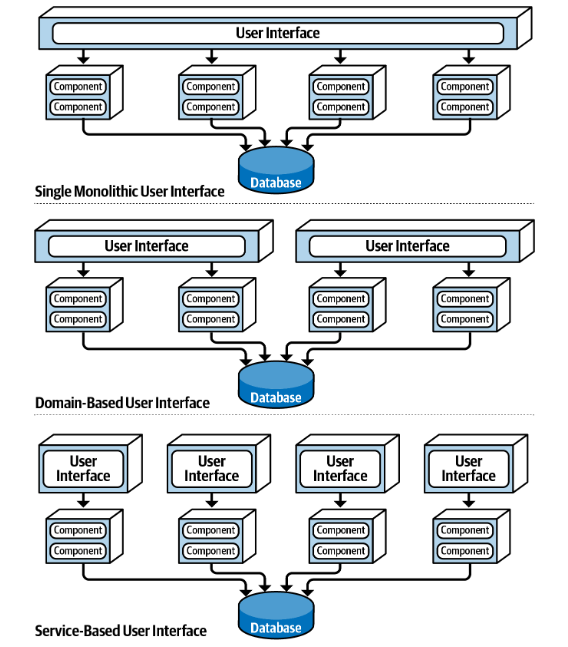 User Interface
Component Component Component Component
Component Component Component Component
Database
Single Monolithic User Interface
User Interface User Interface
Component Component Component Component
Component Component Component Component
Database
Domain-Based User Interface
User User User User
Interface Interface Interface Interface
Component Component Component Component
Component Component Component Component
Database
Service-Based User Interface